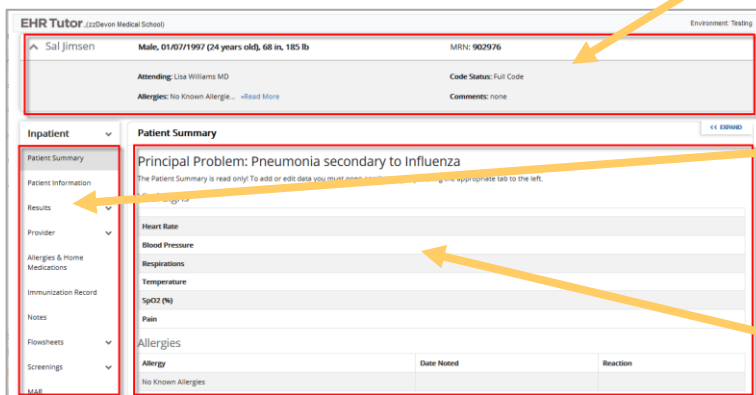 EHR Tutor (zzDevon Medical School) Environment: Testing
Sal Jimsen Male, 01/07/1997 (24 years old), 68 in, 185 lb MRN: 902976
Attending: Lisa Williams MD Code Status: Full Code
Allergies: No Known Allergie... »Read More Comments: none
Inpatient Patient Summary << EXPAND
Patient Summary
Patient Information
Results
Provider
Allergies & Home
Medications
Immunization Record
Notes
Flowsheets
Screenings
MAR
Principal Problem: Pneumonia secondary to Influenza
The Patient Summary is read only! To add or edit data you must open the appropriate tab to the left.
Heart Rate
Blood Pressure
Respirations
Temperature
SpO2 (%)
Pain
Allergies
Allergy Date Noted Reaction
No Known Allergies